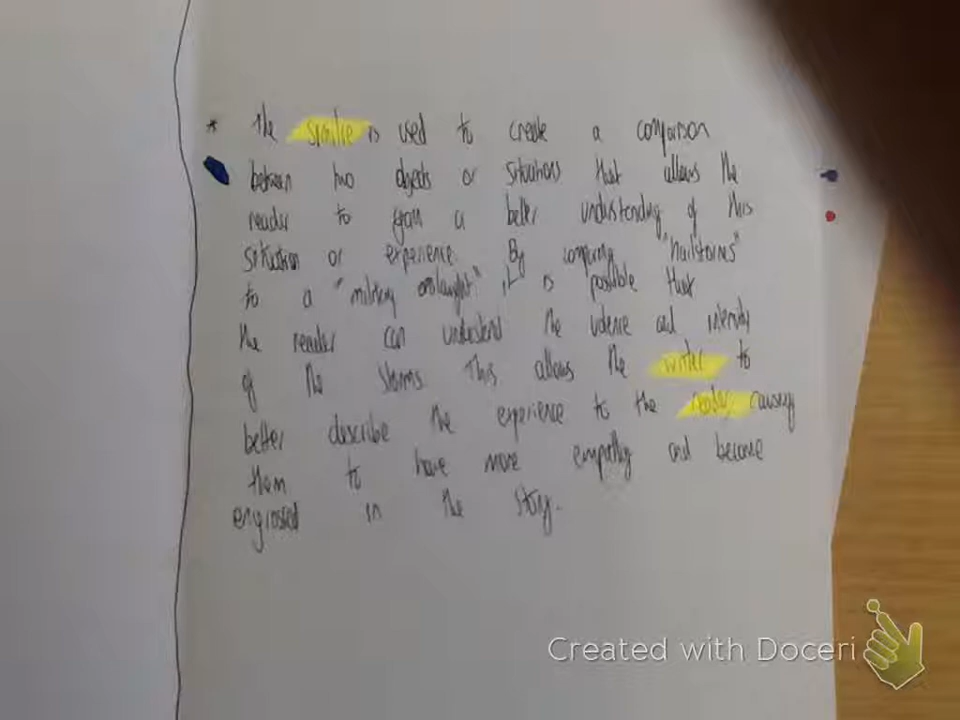 * The simile is used to create a comparison
between two objects or situations that allows the
reader to gain a better understanding of this
situation or experience. By comparing "hailstorms"
to a "military onslaught", it is possible that
the reader can understand the violence and intensity
of the storms. This allows the writer to
better describe the experience to the reader, causing
them to have more empathy and become
engrossed in the story.
Created with Doceri